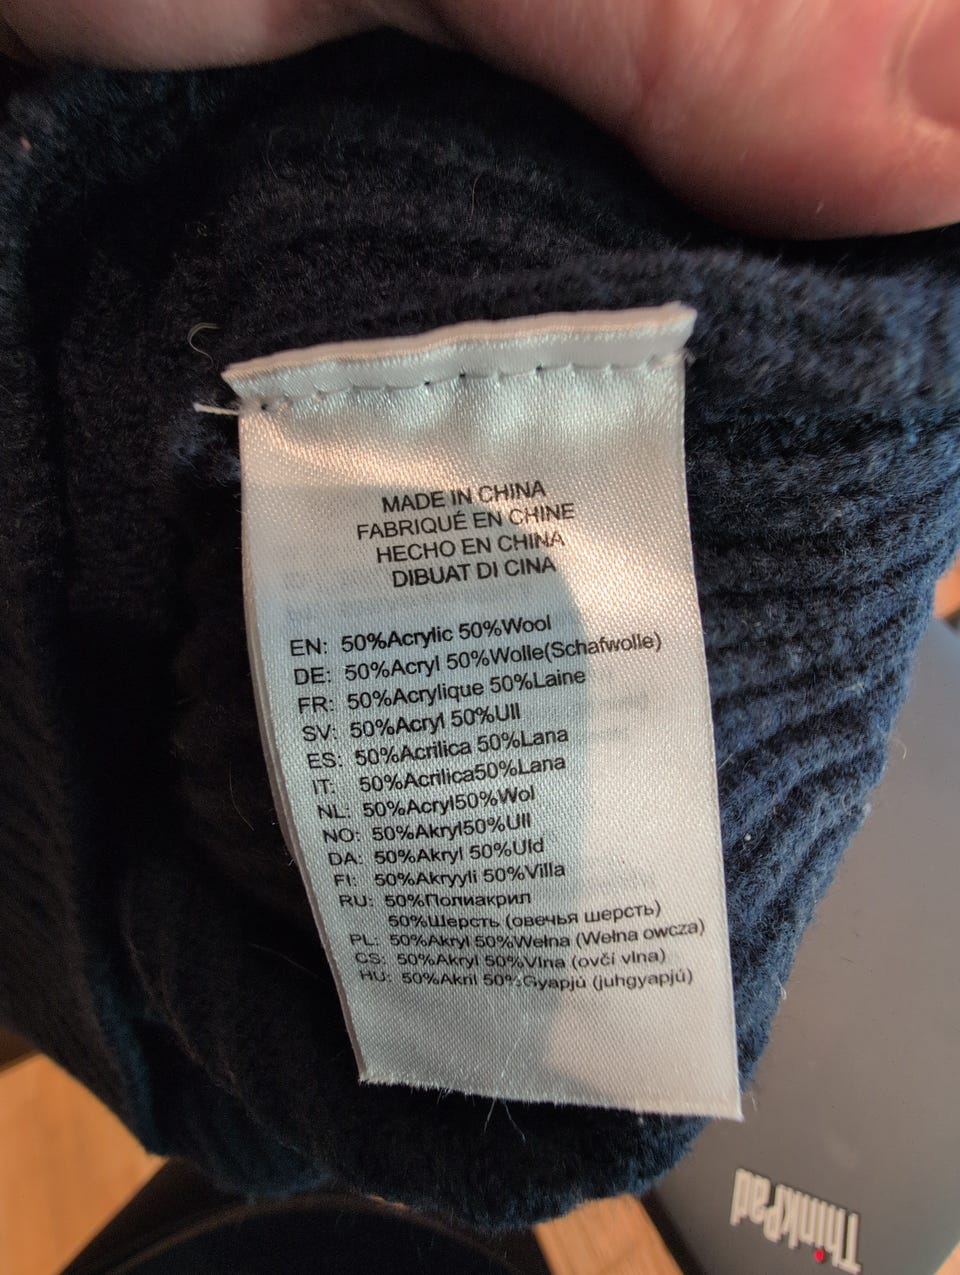 MADE IN CHINA
FABRIQUÉ EN CHINE
HECHO EN CHINA
DIBUAT DI CINA
EN: 50%Acrylic 50%Wool
DE: 50%Acryl 50%Wolle(Schafwolle)
FR: 50%Acrylique 50%Laine
SV: 50%Acryl 50%Ull
ES: 50%Acrilica 50%Lana
IT: 50%Acrilica50%Lana
NL: 50%Acryl50%Wol
NO: 50%Akryl50%Ull
DA: 50%Akryl 50%Uld
FI: 50%Akryyli 50%Villa
RU: 50%Полиакрил
50%Шерсть (овечья шерсть)
PL: 50%Akryl 50%Wełna (Wełna owcza)
CS: 50%Akryl 50%Vlna (ovčí vlna)
HU: 50%Akril 50%Gyapjú (juhgyapjú)
ThinkPad